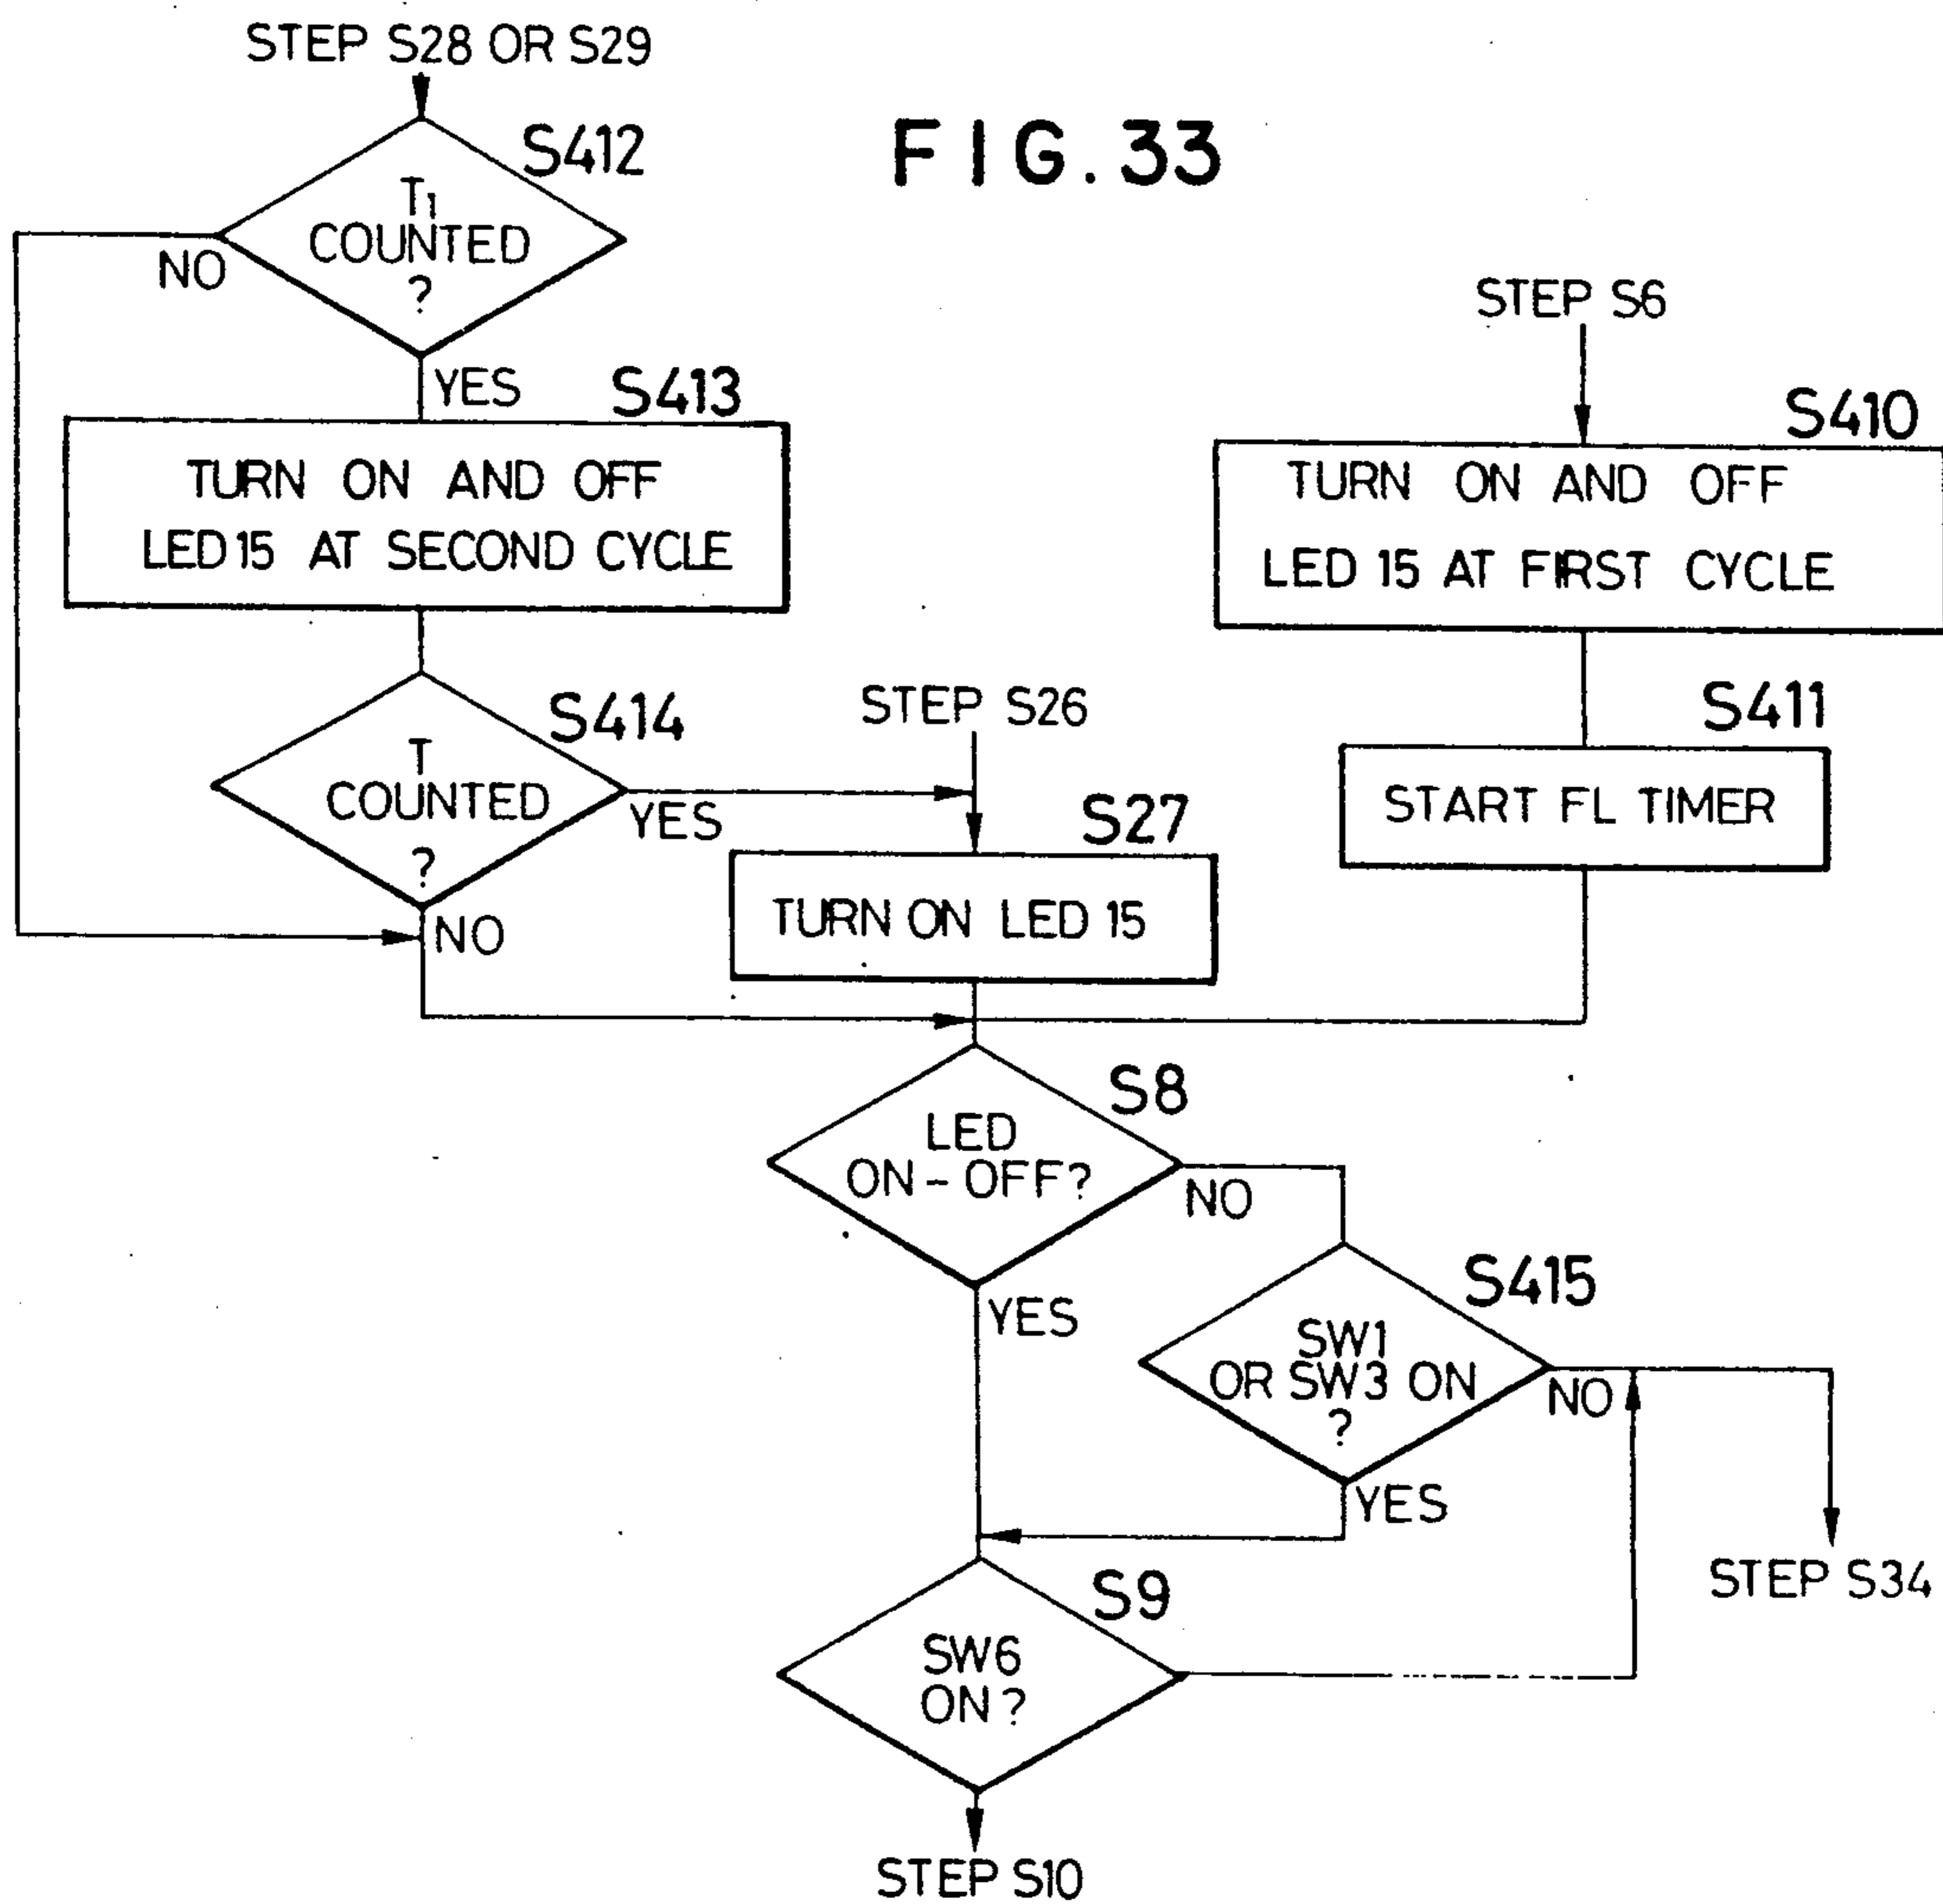 STEP S28 OR S29
FIG. 33
S412
T1
COUNTED
?
NO
YES
S413
TURN ON AND OFF
LED 15 AT SECOND CYCLE
STEP S6
S410
TURN ON AND OFF
LED 15 AT FIRST CYCLE
S411
START FL TIMER
S414
T
COUNTED
?
YES
NO
STEP S26
S27
TURN ON LED 15
S8
LED
ON-OFF?
NO
YES
S415
SW1
OR SW3 ON
?
NO
YES
STEP S34
S9
SW6
ON?
STEP S10